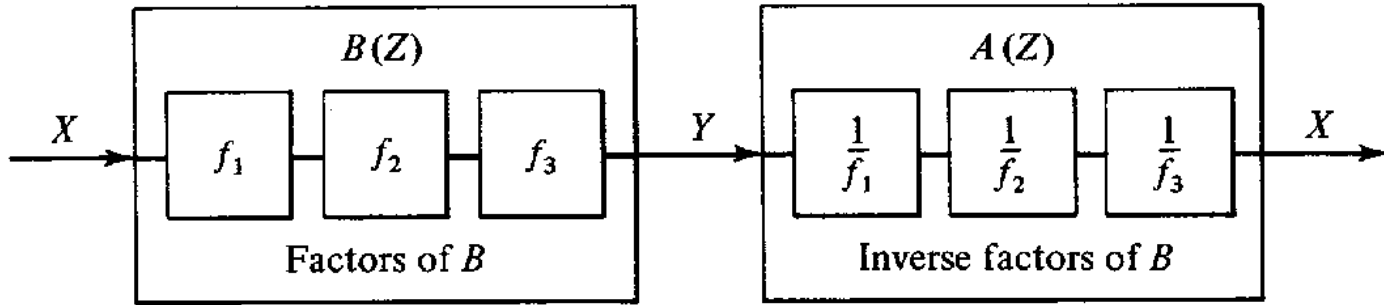 B(Z)
A(Z)
X
f₁
f₂
f₃
Y
1/f₁
1/f₂
1/f₃
X
Factors of B
Inverse factors of B